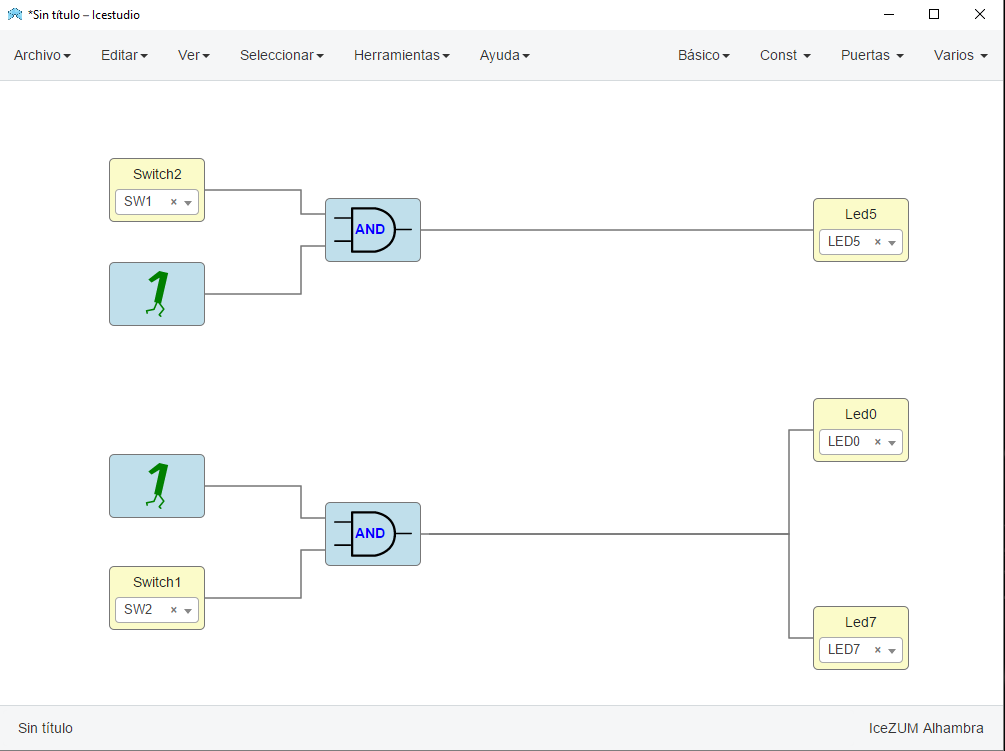 *Sin título – Icestudio
Archivo Editar Ver Seleccionar Herramientas Ayuda Básico Const Puertas Varios
Switch2
SW1 ×
AND
1
Led5
LED5 ×
1
AND
Switch1
SW2 ×
Led0
LED0 ×
Led7
LED7 ×
Sin título
IceZUM Alhambra